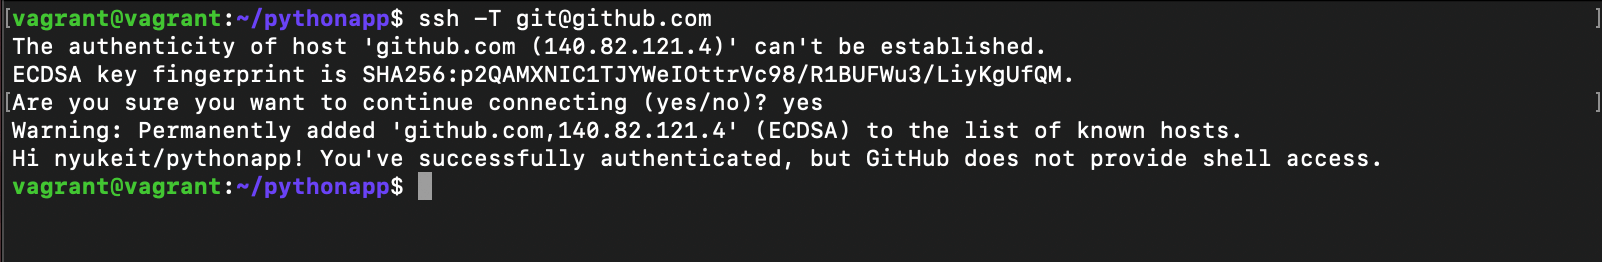 [vagrant@vagrant:~/pythonapp$ ssh -T git@github.com ]
The authenticity of host 'github.com (140.82.121.4)' can't be established.
ECDSA key fingerprint is SHA256:p2QAMXNIC1TJYWeIOttrVc98/R1BUFWu3/LiyKgUfQM.
[Are you sure you want to continue connecting (yes/no)? yes ]
Warning: Permanently added 'github.com,140.82.121.4' (ECDSA) to the list of known hosts.
Hi nyukeit/pythonapp! You've successfully authenticated, but GitHub does not provide shell access.
vagrant@vagrant:~/pythonapp$